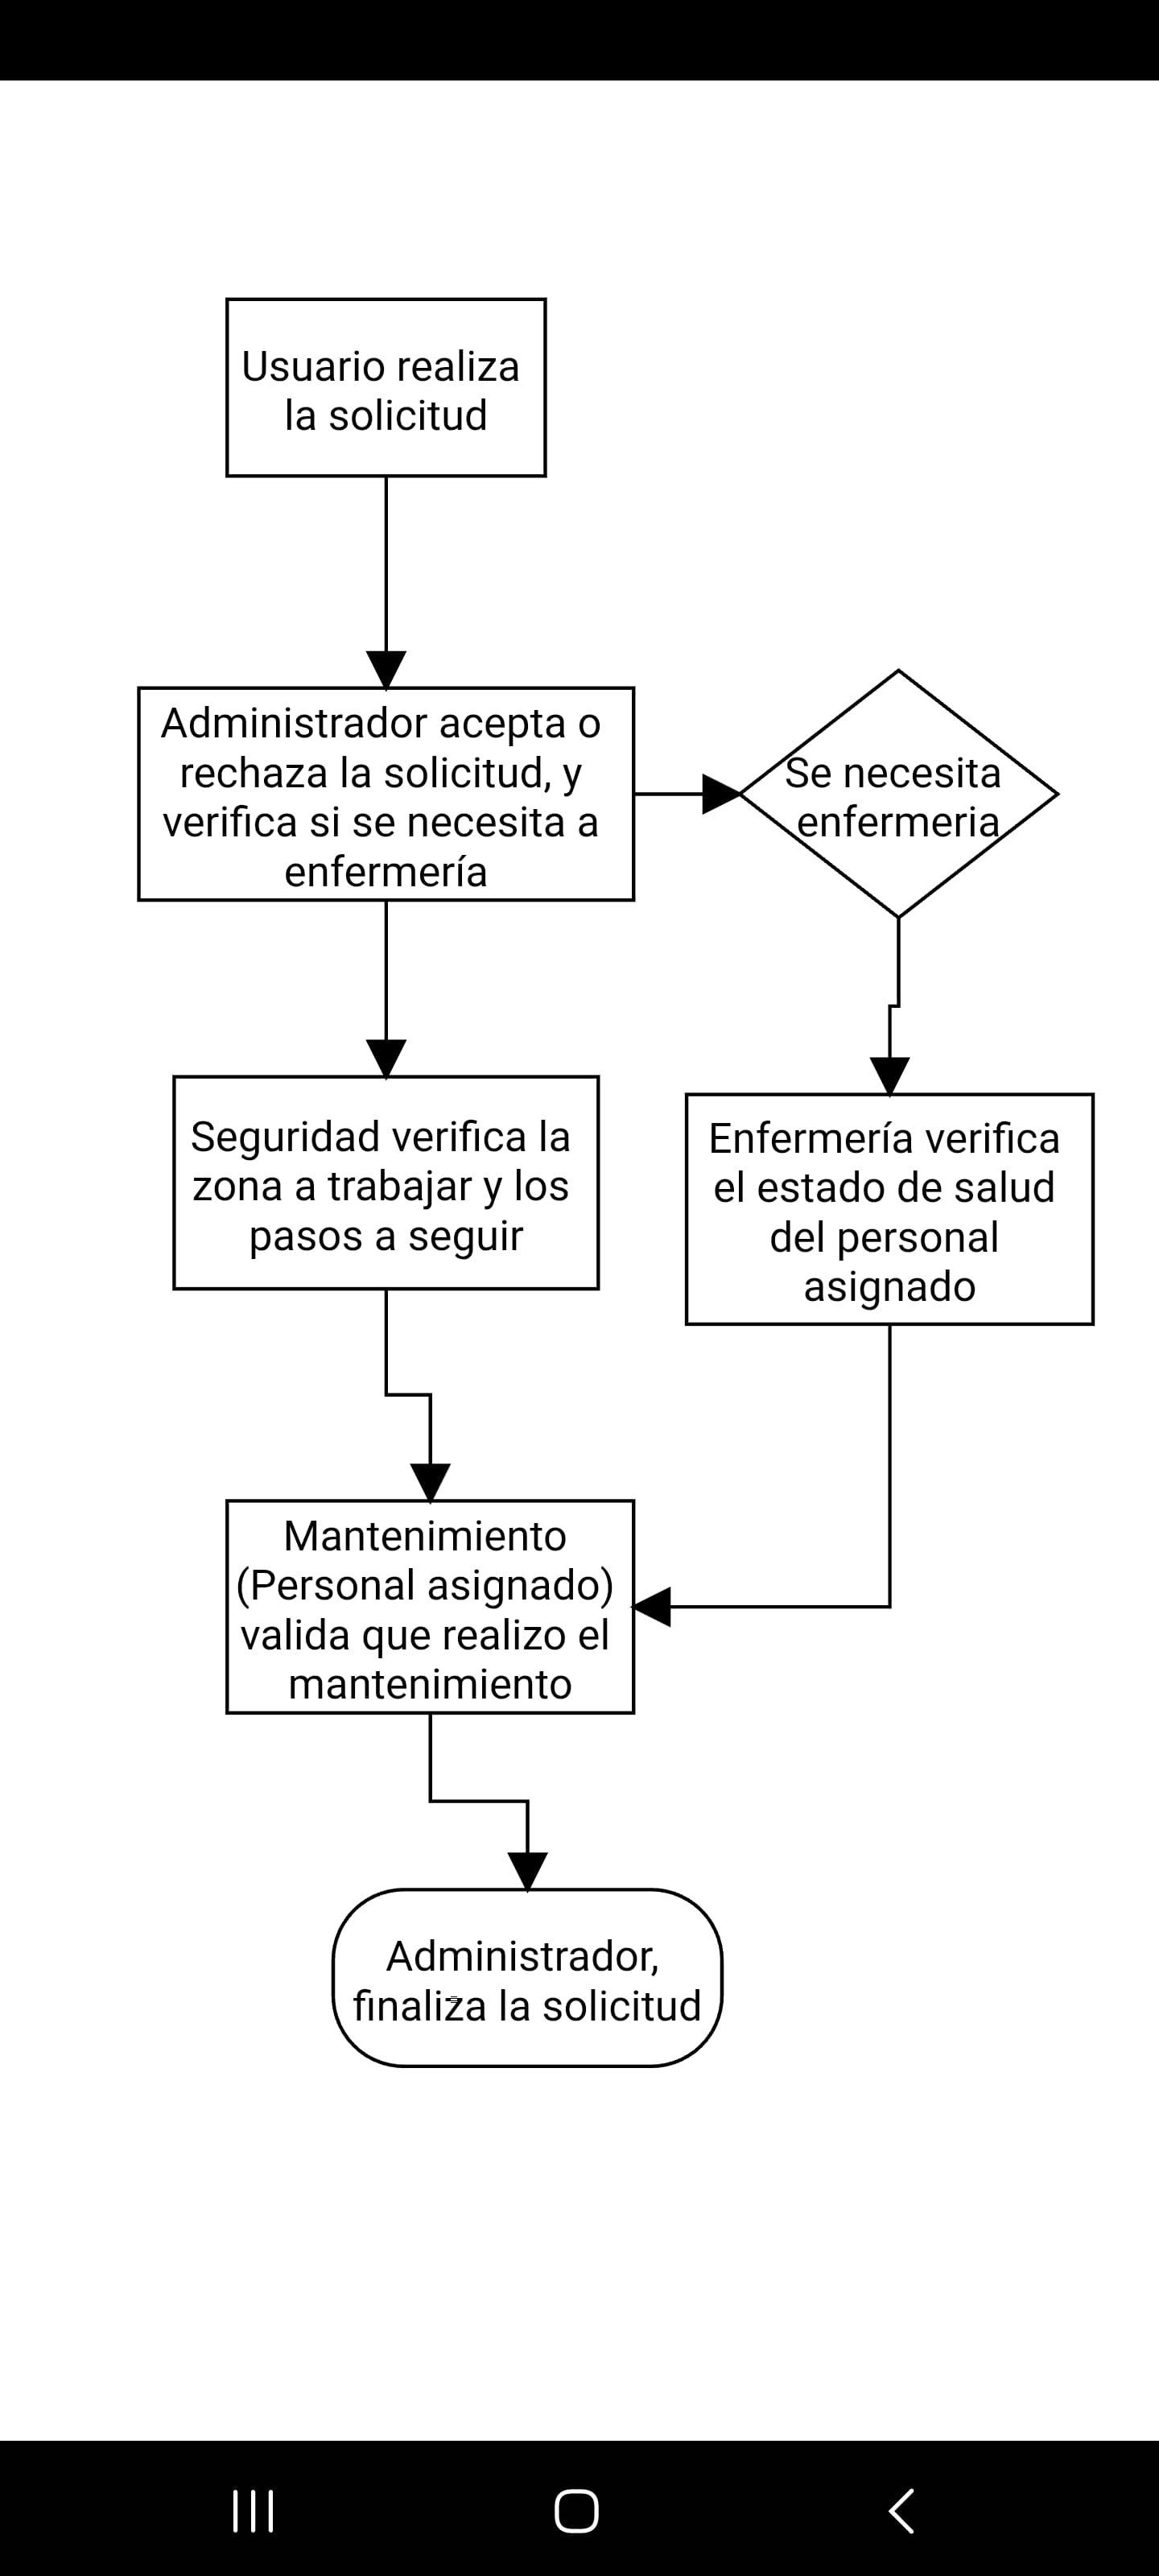 Usuario realiza
la solicitud
Administrador acepta o
rechaza la solicitud, y
verifica si se necesita a
enfermería
Se necesita
enfermeria
Seguridad verifica la
zona a trabajar y los
pasos a seguir
Enfermería verifica
el estado de salud
del personal
asignado
Mantenimiento
(Personal asignado)
valida que realizo el
mantenimiento
Administrador,
finaliza la solicitud